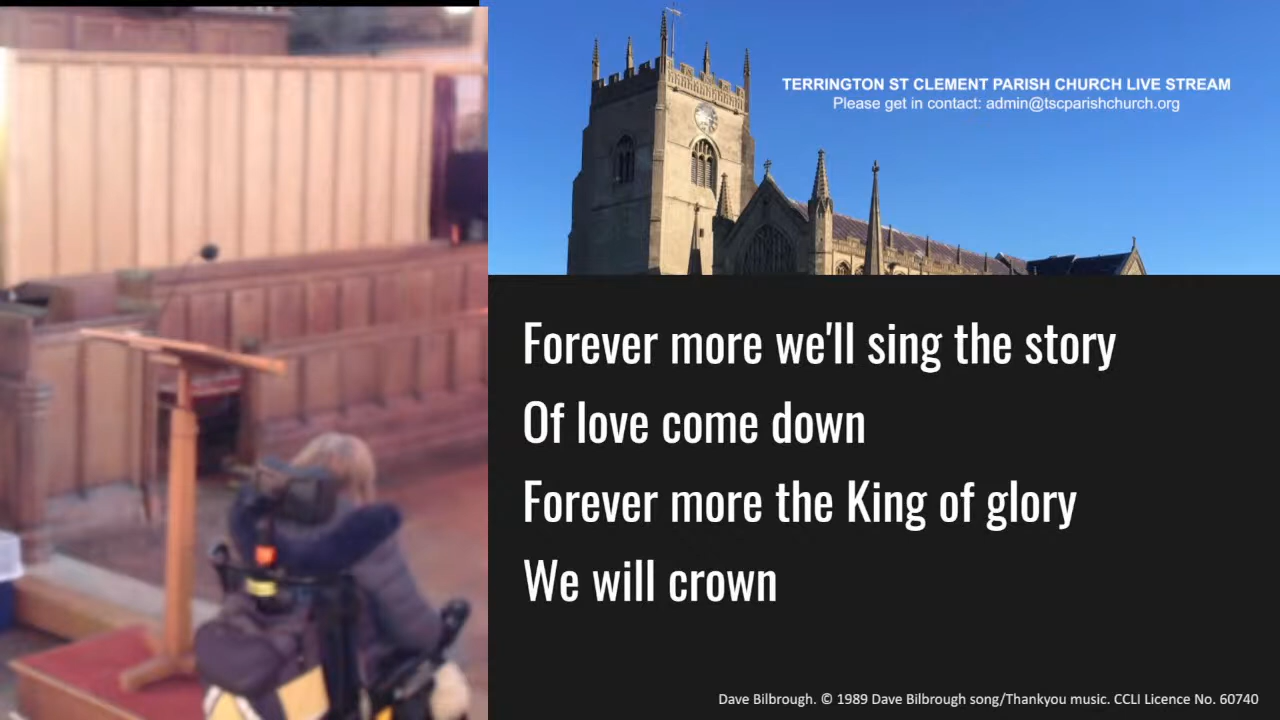 TERRINGTON ST CLEMENT PARISH CHURCH LIVE STREAM
Please get in contact: admin@tscparishchurch.org
Forever more we'll sing the story
Of love come down
Forever more the King of glory
We will crown
Dave Bilbrough. © 1989 Dave Bilbrough song/Thankyou music. CCLI Licence No. 60740